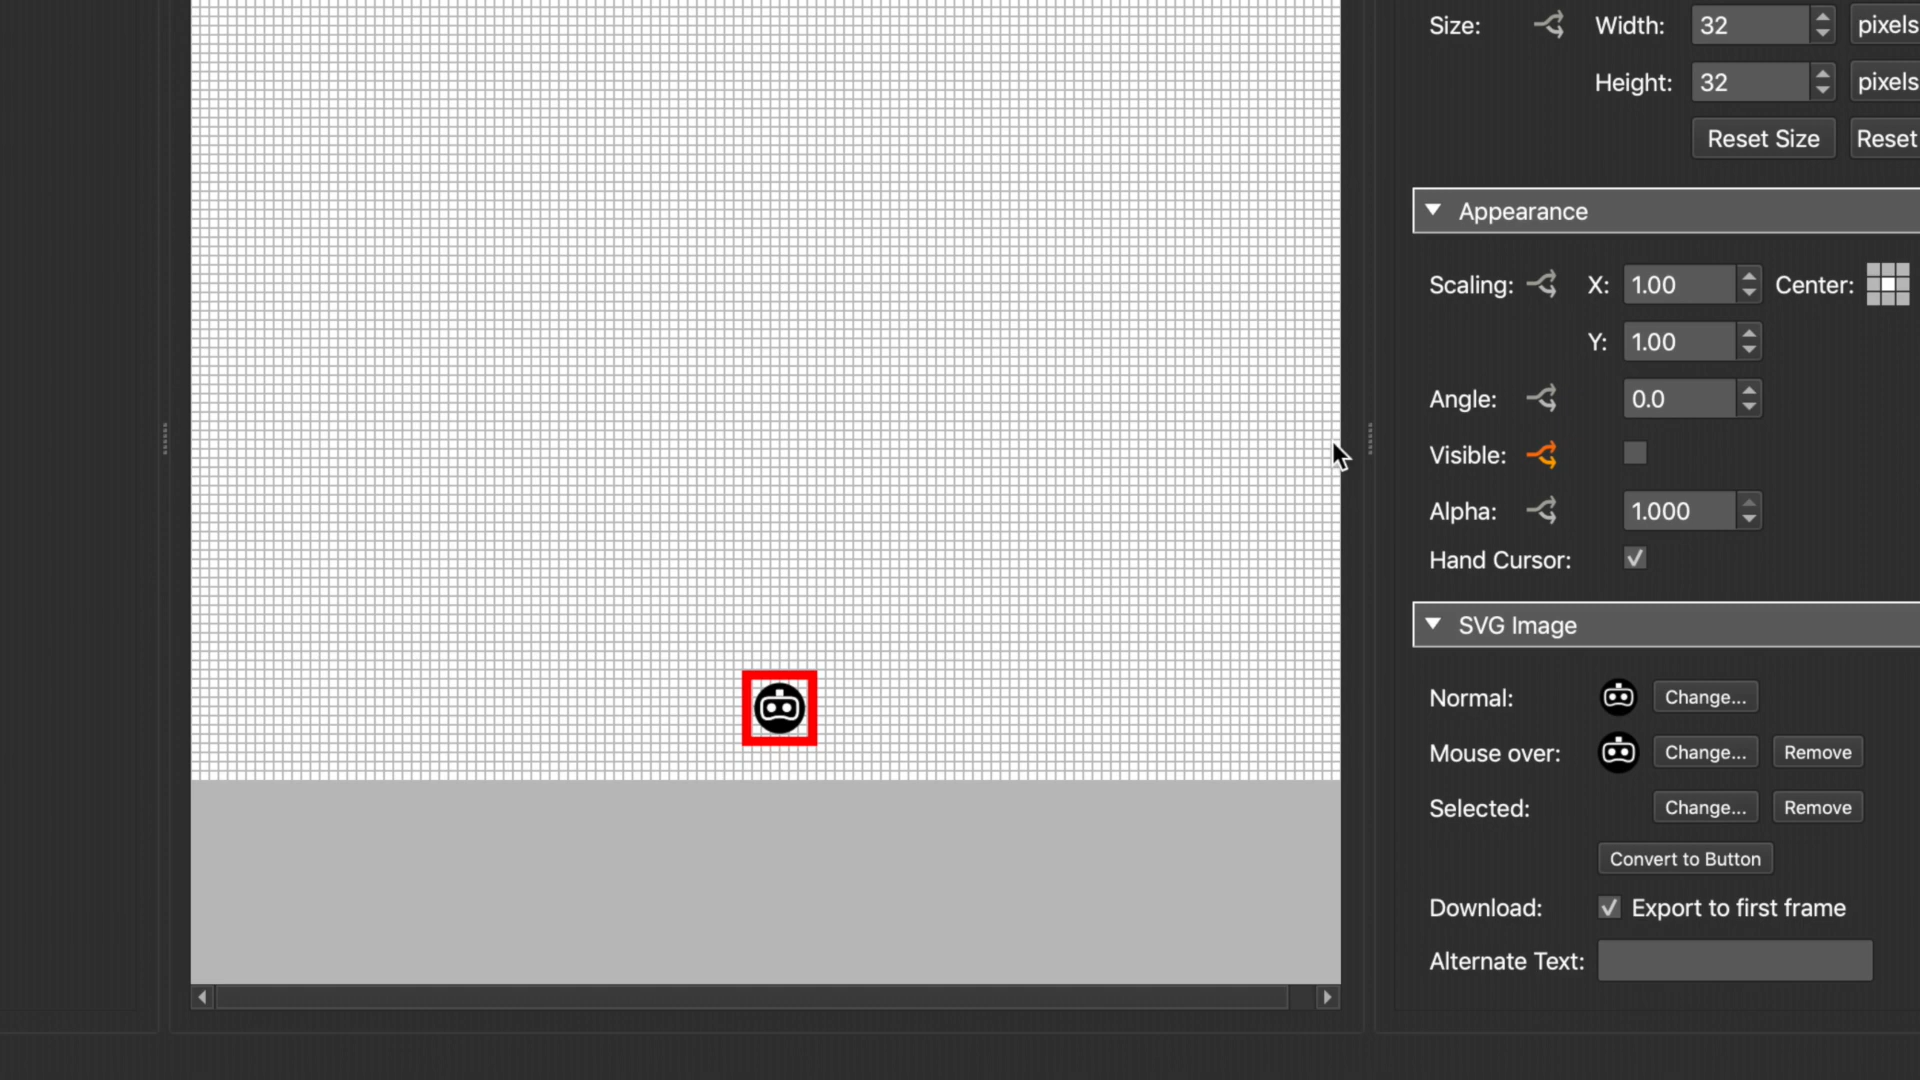 Size: Width: 32 pixels
Height: 32 pixels
Reset Size Reset
Appearance
Scaling: X: 1.00 Center:
Y: 1.00
Angle: 0.0
Visible:
Alpha: 1.000
Hand Cursor:
SVG Image
Normal: Change...
Mouse over: Change... Remove
Selected: Change... Remove
Convert to Button
Download: Export to first frame
Alternate Text: